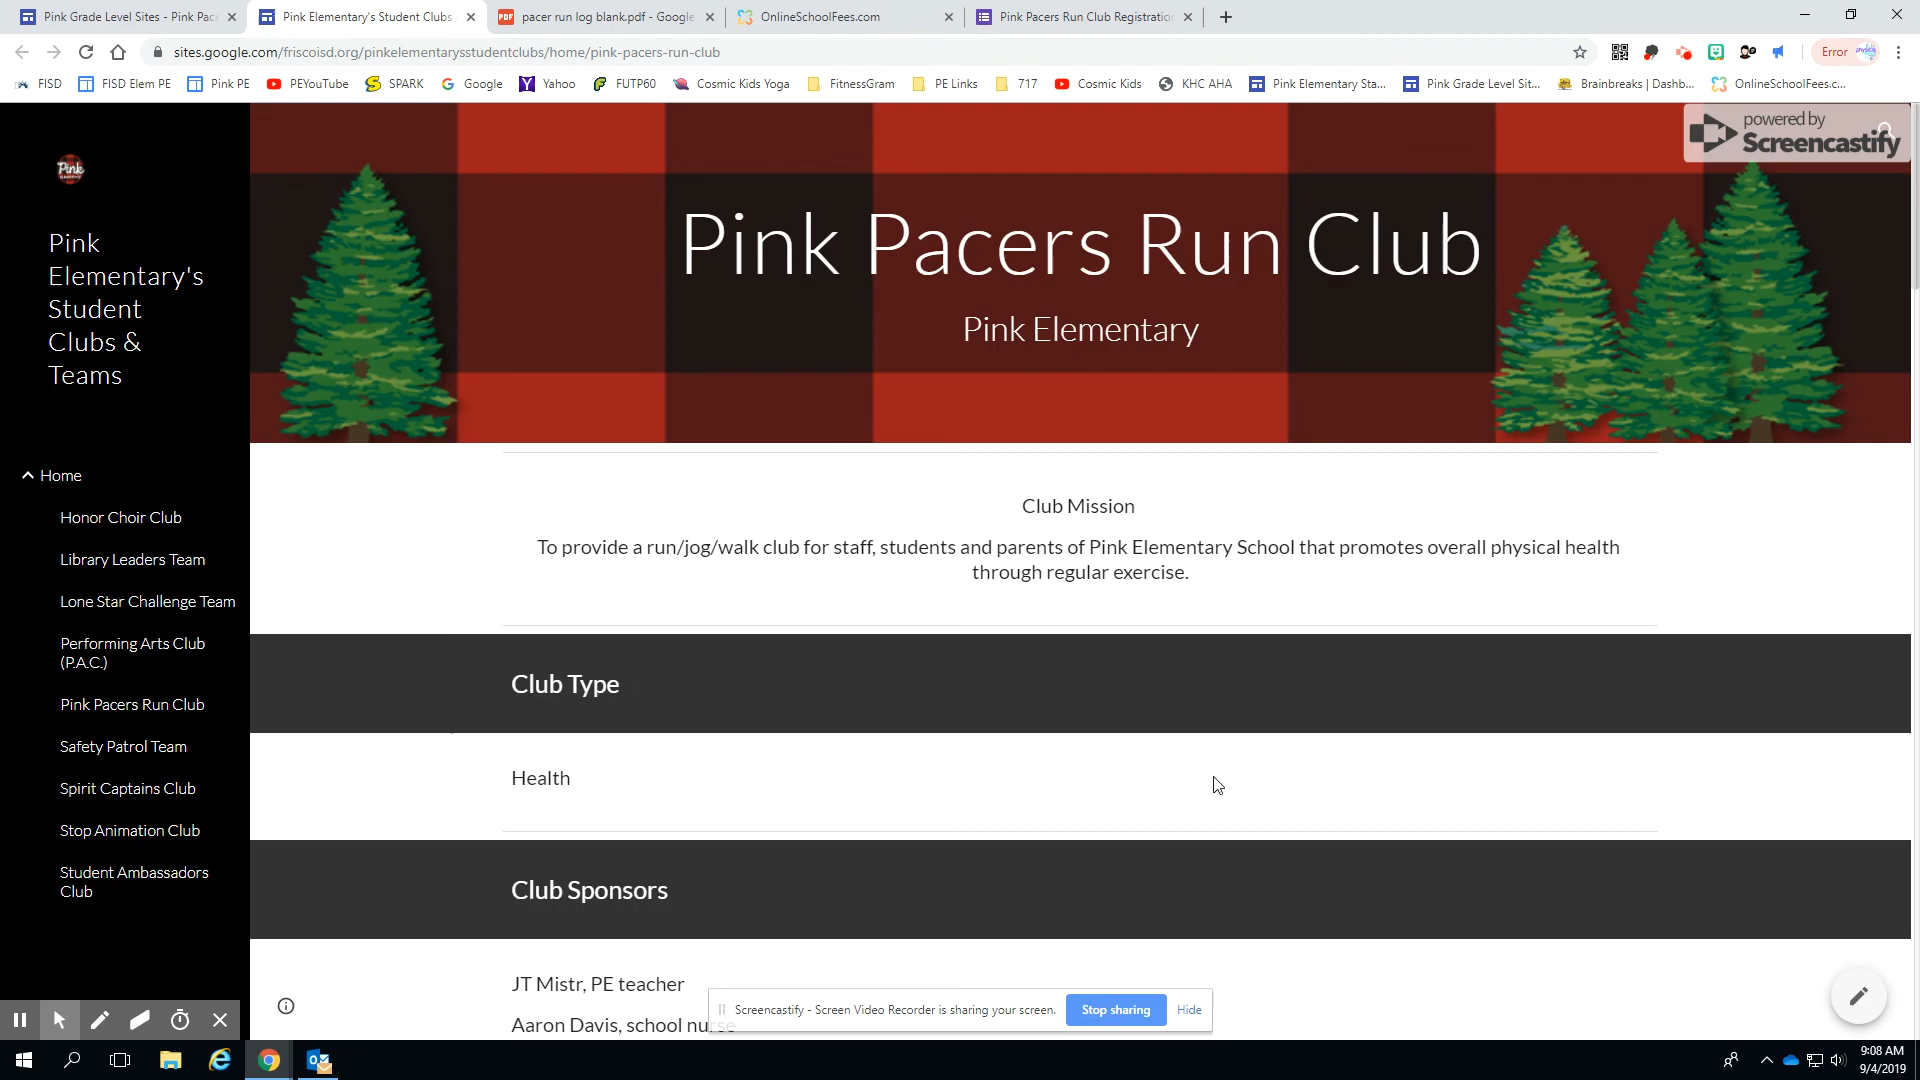 Pink Grade Level Sites - Pink Pac
Pink Elementary's Student Clubs
pacer run log blank.pdf - Google
OnlineSchoolFees.com
Pink Pacers Run Club Registratio
sites.google.com/friscoisd.org/pinkelementarysstudentclubs/home/pink-pacers-run-club
Error
FISD
FISD Elem PE
Pink PE
PEYouTube
SPARK
Google
Yahoo
FUTP60
Cosmic Kids Yoga
FitnessGram
PE Links
717
Cosmic Kids
KHC AHA
Pink Elementary Sta...
Pink Grade Level Sit...
Brainbreaks | Dashb...
OnlineSchoolFees.c...
powered by
Screencastify
Pink
Pink
Elementary's
Student
Clubs &
Teams
Home
Honor Choir Club
Library Leaders Team
Lone Star Challenge Team
Performing Arts Club
(P.A.C.)
Pink Pacers Run Club
Safety Patrol Team
Spirit Captains Club
Stop Animation Club
Student Ambassadors
Club
Pink Pacers Run Club
Pink Elementary
Club Mission
To provide a run/jog/walk club for staff, students and parents of Pink Elementary School that promotes overall physical health
through regular exercise.
Club Type
Health
Club Sponsors
JT Mistr, PE teacher
Aaron Davis, school nurse
Screencastify - Screen Video Recorder is sharing your screen.
Stop sharing
Hide
9:08 AM
9/4/2019